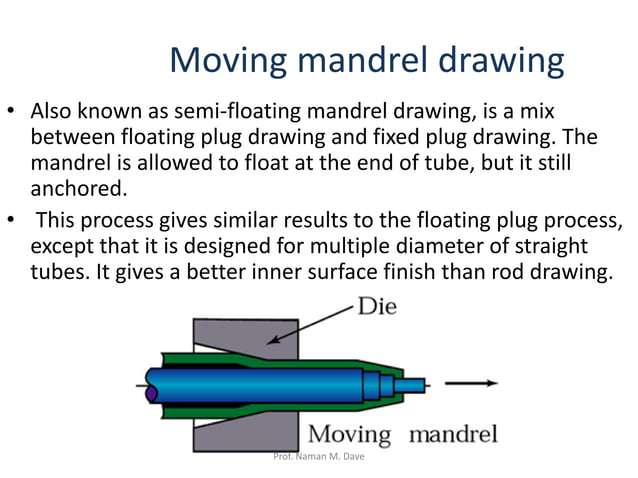 Moving mandrel drawing
• Also known as semi-floating mandrel drawing, is a mix
between floating plug drawing and fixed plug drawing. The
mandrel is allowed to float at the end of tube, but it still
anchored.
• This process gives similar results to the floating plug process,
except that it is designed for multiple diameter of straight
tubes. It gives a better inner surface finish than rod drawing.
Die
Moving mandrel
Prof. Naman M. Dave